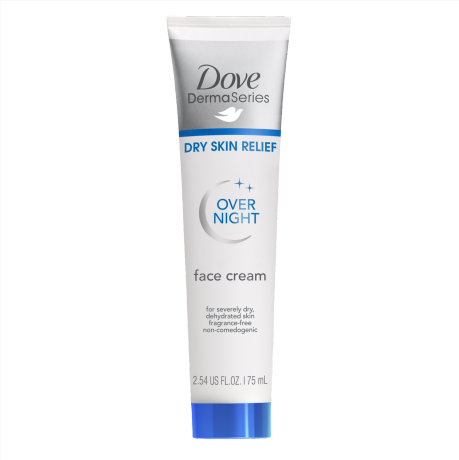 Dove
DermaSeries
DRY SKIN RELIEF
OVER
NIGHT
face cream
for severely dry,
dehydrated skin
fragrance-free
non-comedogenic
2.54 US FL.OZ. I 75 mL